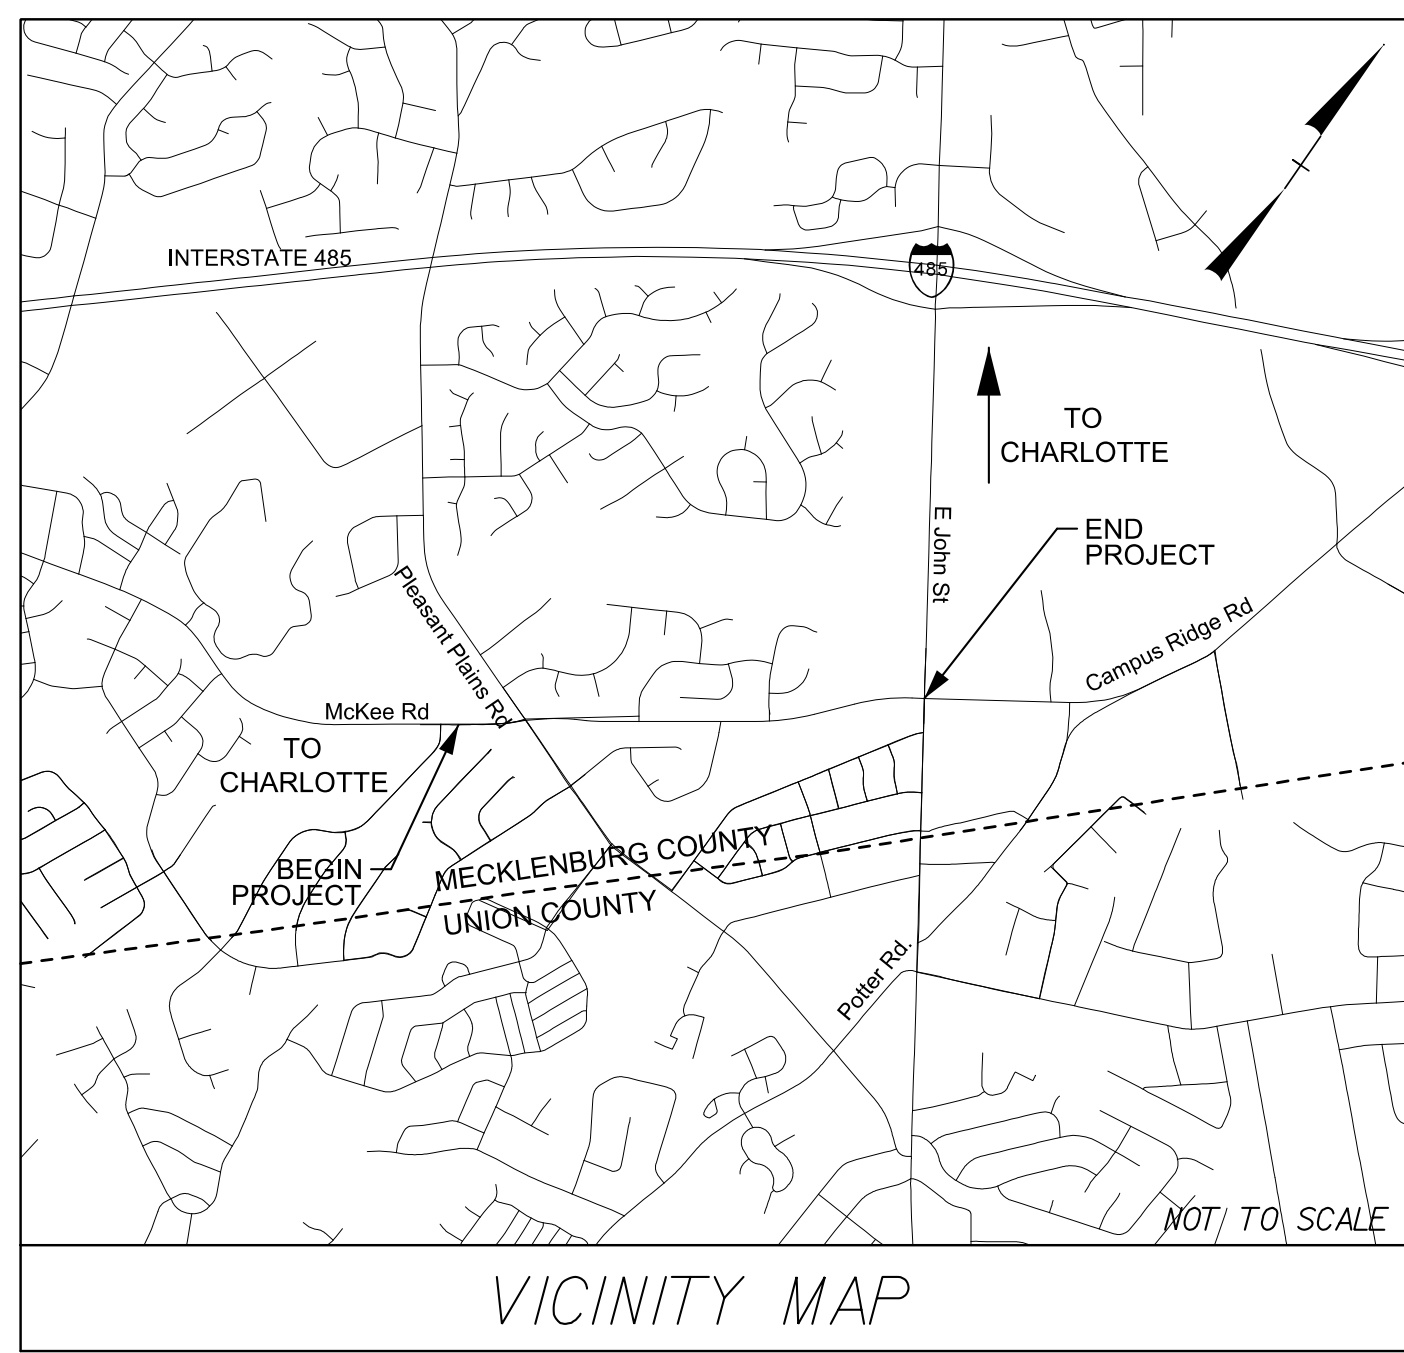 INTERSTATE 485
485
TO
CHARLOTTE
E John St
END
PROJECT
Pleasant Plains Rd
Campus Ridge Rd
McKee Rd
TO
CHARLOTTE
BEGIN
PROJECT
MECKLENBURG COUNTY
UNION COUNTY
Potter Rd.
NOT TO SCALE
VICINITY MAP